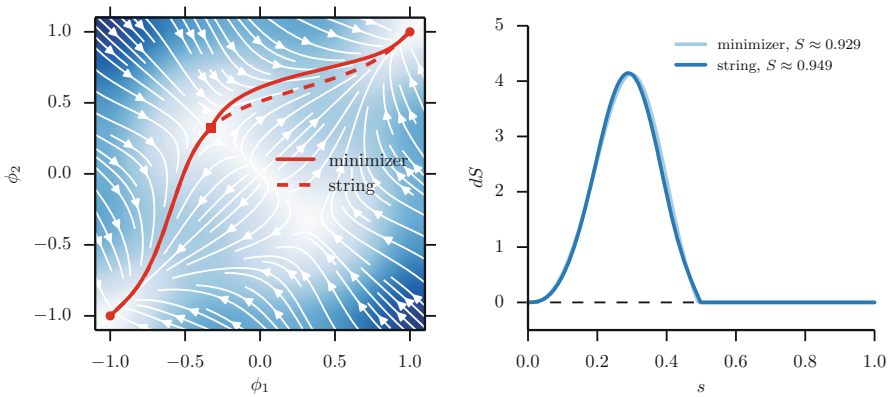 1.0
0.5
0.0
−0.5
−1.0
ϕ₂
minimizer
string
−1.0 −0.5 0.0 0.5 1.0
ϕ₁
5
4
3
2
1
0
dS
minimizer, S ≈ 0.929
string, S ≈ 0.949
0.0 0.2 0.4 0.6 0.8 1.0
s